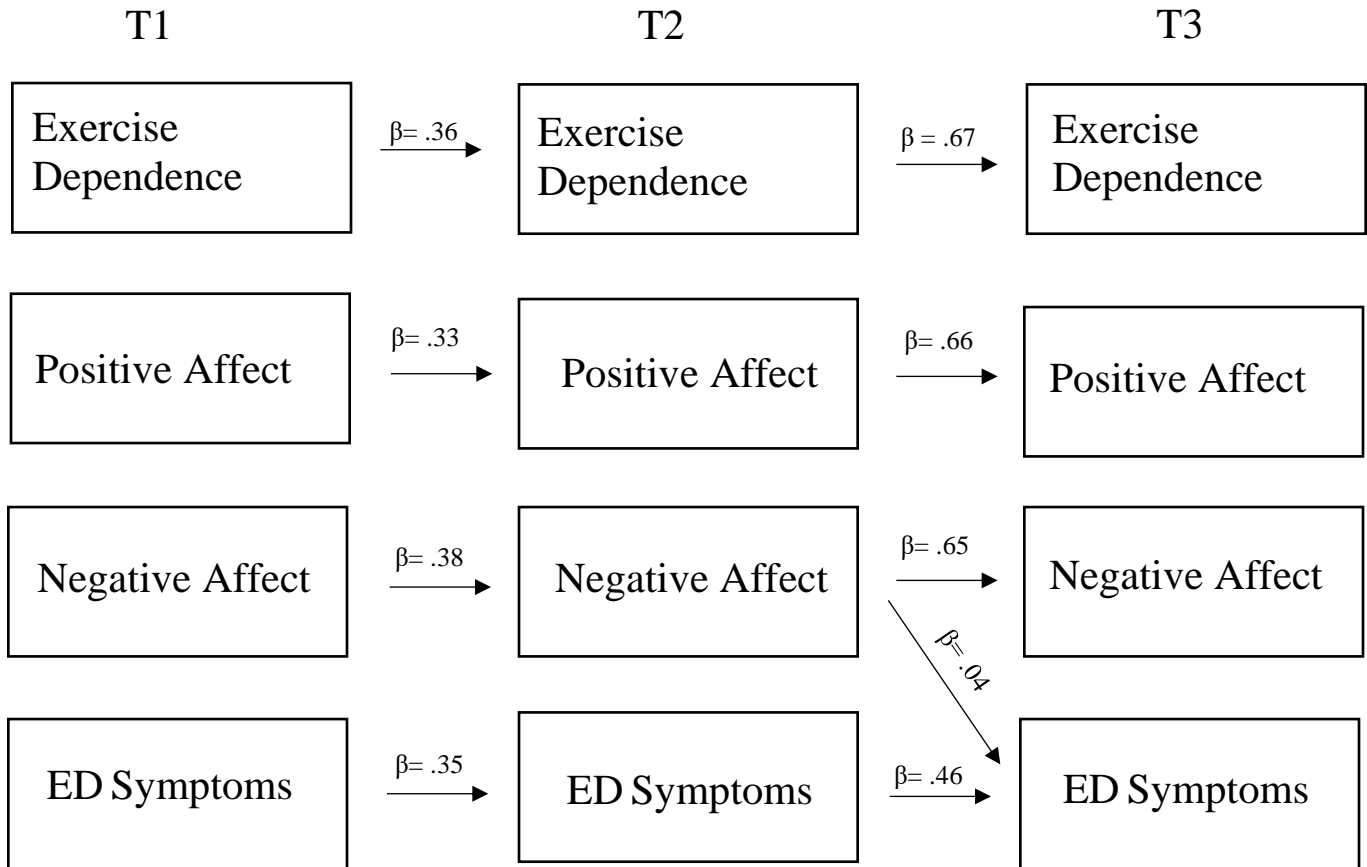 T1
T2
T3
Exercise
Dependence
β= .36
Exercise
Dependence
β = .67
Exercise
Dependence
Positive Affect
β= .33
Positive Affect
β= .66
Positive Affect
Negative Affect
β= .38
Negative Affect
β= .65
Negative Affect
β= .04
ED Symptoms
β= .35
ED Symptoms
β= .46
ED Symptoms